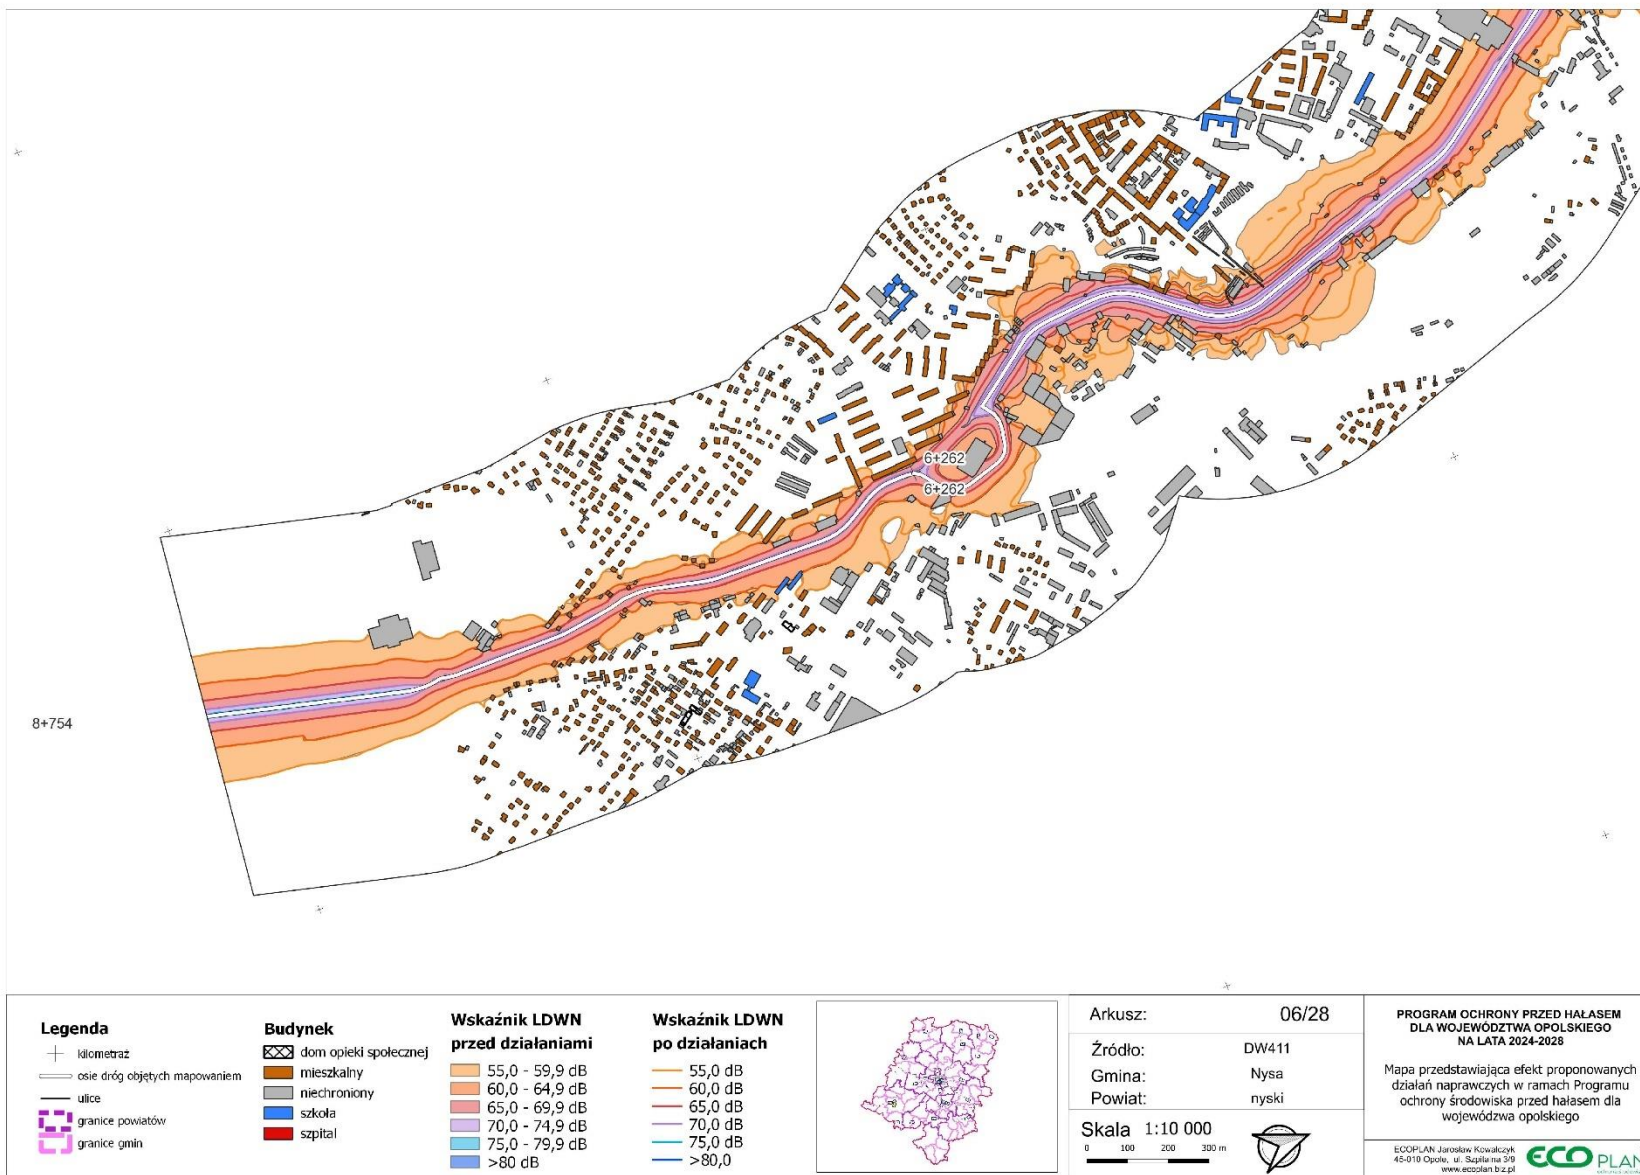 6+262
6+262
8+754
Legenda
kilometraż
osie dróg objętych mapowaniem
ulice
granice powiatów
granice gmin
Budynek
dom opieki społecznej
mieszkalny
niechroniony
szkoła
szpital
Wskaźnik LDWN
przed działaniami
55,0 - 59,9 dB
60,0 - 64,9 dB
65,0 - 69,9 dB
70,0 - 74,9 dB
75,0 - 79,9 dB
>80 dB
Wskaźnik LDWN
po działaniach
55,0 dB
60,0 dB
65,0 dB
70,0 dB
75,0 dB
>80,0
Arkusz: 06/28
Źródło: DW411
Gmina: Nysa
Powiat: nyski
Skala 1:10 000
0 100 200 300 m
PROGRAM OCHRONY PRZED HAŁASEM
DLA WOJEWÓDZTWA OPOLSKIEGO
NA LATA 2024-2028
Mapa przedstawiająca efekt proponowanych
działań naprawczych w ramach Programu
ochrony środowiska przed hałasem dla
województwa opolskiego
ECOPLAN Jarosław Kowalczyk
45-010 Opole, ul. Szpitalna 3/9
www.ecoplan.biz.pl
ECO PLAN